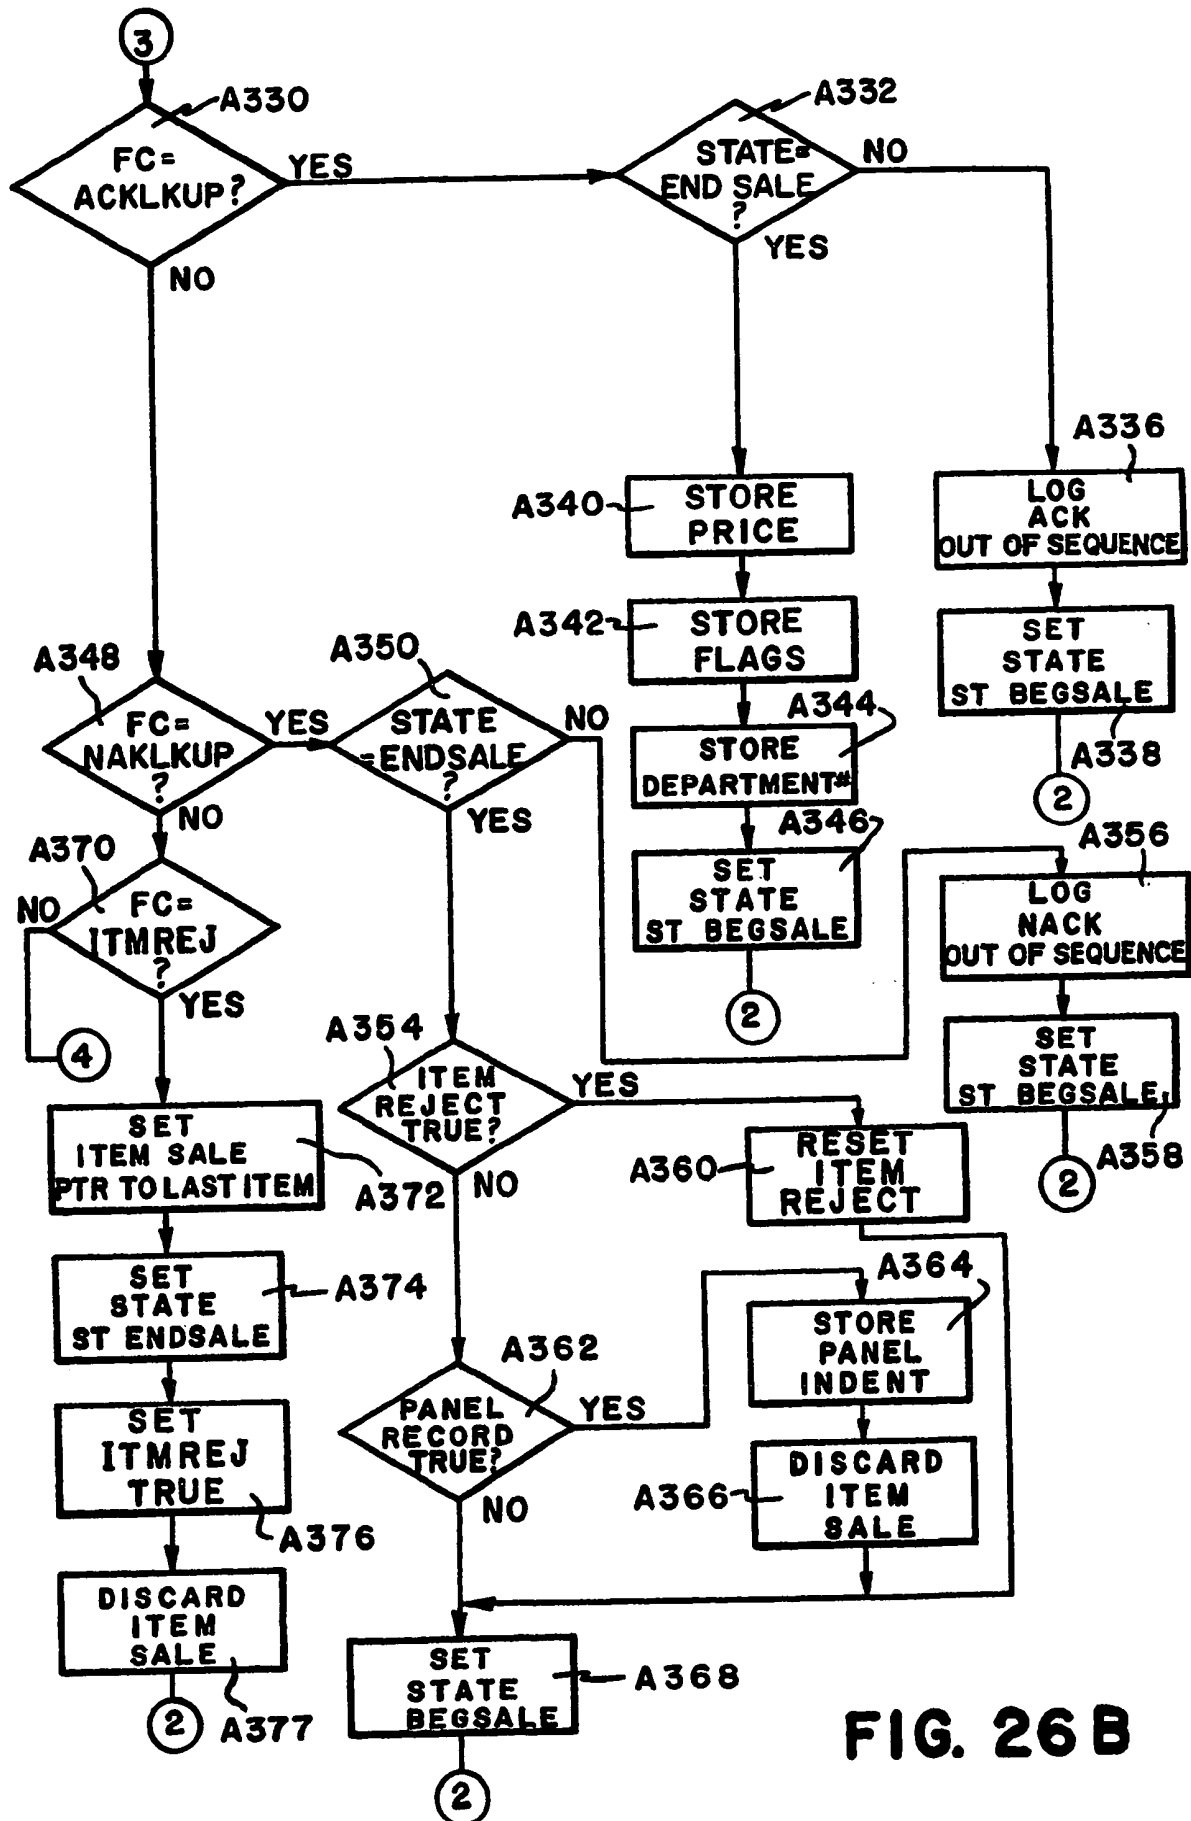 3
A330
FC=
ACKLKUP?
YES
NO
A332
STATE=
END SALE
?
NO
YES
A336
LOG
ACK
OUT OF SEQUENCE
SET
STATE
ST BEGSALE
A338
2
A340
STORE
PRICE
A342
STORE
FLAGS
A344
STORE
DEPARTMENT#
A346
SET
STATE
ST BEGSALE
2
A348
FC=
NAKLKUP
?
YES
NO
A350
STATE
=ENDSALE
?
NO
YES
A356
LOG
NACK
OUT OF SEQUENCE
SET
STATE
ST BEGSALE
A358
2
A370
FC=
ITMREJ
?
NO
YES
4
A354
ITEM
REJECT
TRUE?
YES
NO
A360
RESET
ITEM
REJECT
SET
ITEM SALE
PTR TO LAST ITEM
A372
SET
STATE
ST ENDSALE
A374
A362
PANEL
RECORD
TRUE?
YES
NO
A364
STORE
PANEL
INDENT
A366
DISCARD
ITEM
SALE
SET
ITMREJ
TRUE
A376
DISCARD
ITEM
SALE
A377
2
SET
STATE
BEGSALE
A368
2
FIG. 26B